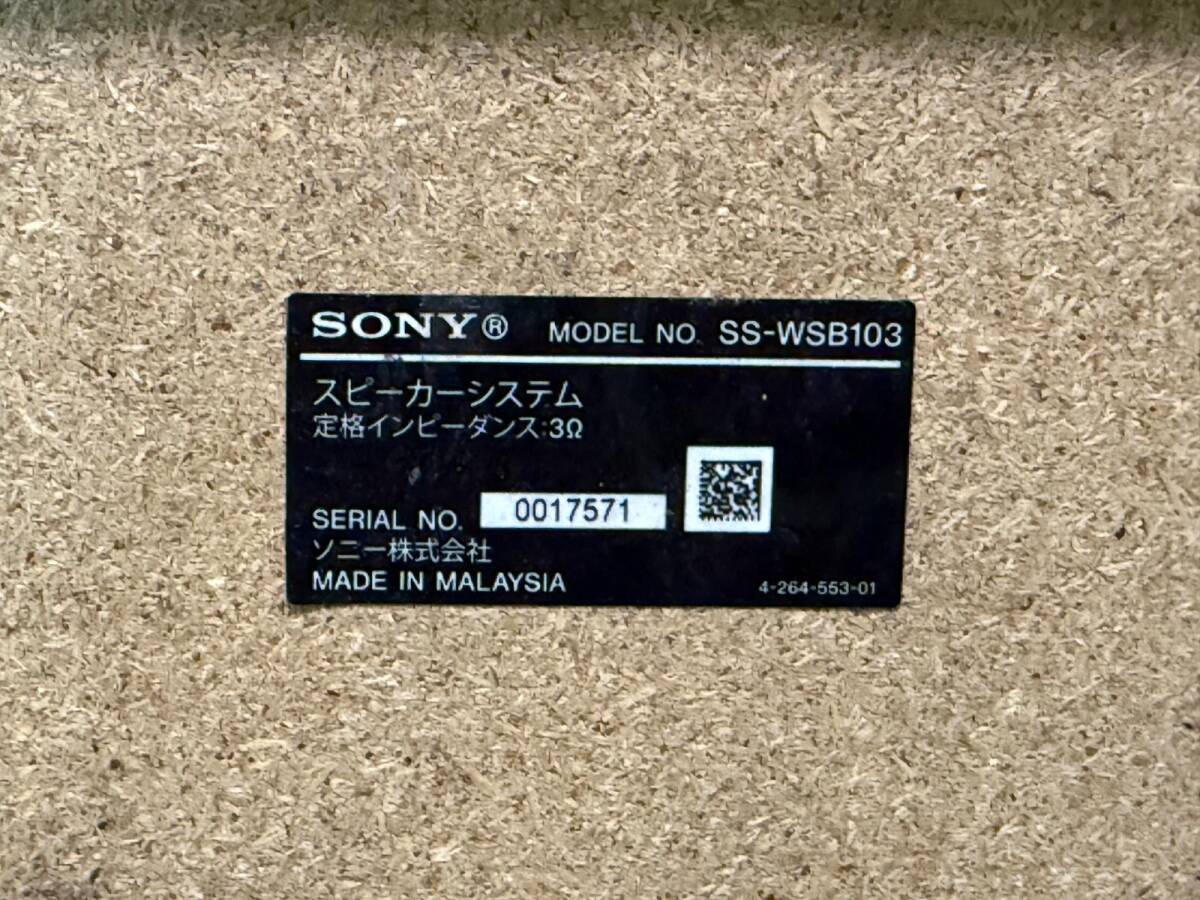 SONY® MODEL NO. SS-WSB103
スピーカーシステム
定格インピーダンス:3Ω
SERIAL NO. 0017571
ソニー株式会社
MADE IN MALAYSIA 4-264-553-01